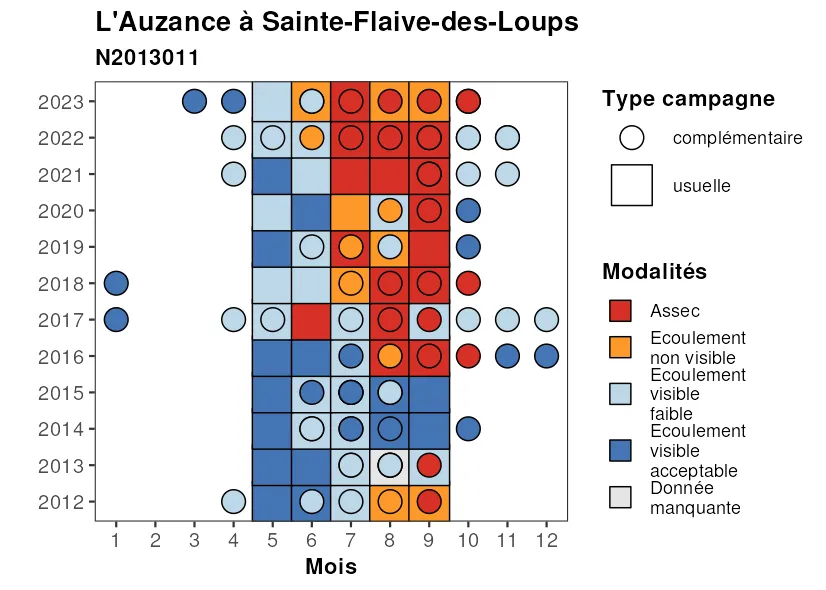 L'Auzance à Sainte-Flaive-des-Loups
N2013011
2023
2022
2021
2020
2019
2018
2017
2016
2015
2014
2013
2012
1 2 3 4 5 6 7 8 9 10 11 12
Mois
Type campagne
complémentaire
usuelle
Modalités
Assec
Ecoulement
non visible
Ecoulement
visible
faible
Ecoulement
visible
acceptable
Donnée
manquante